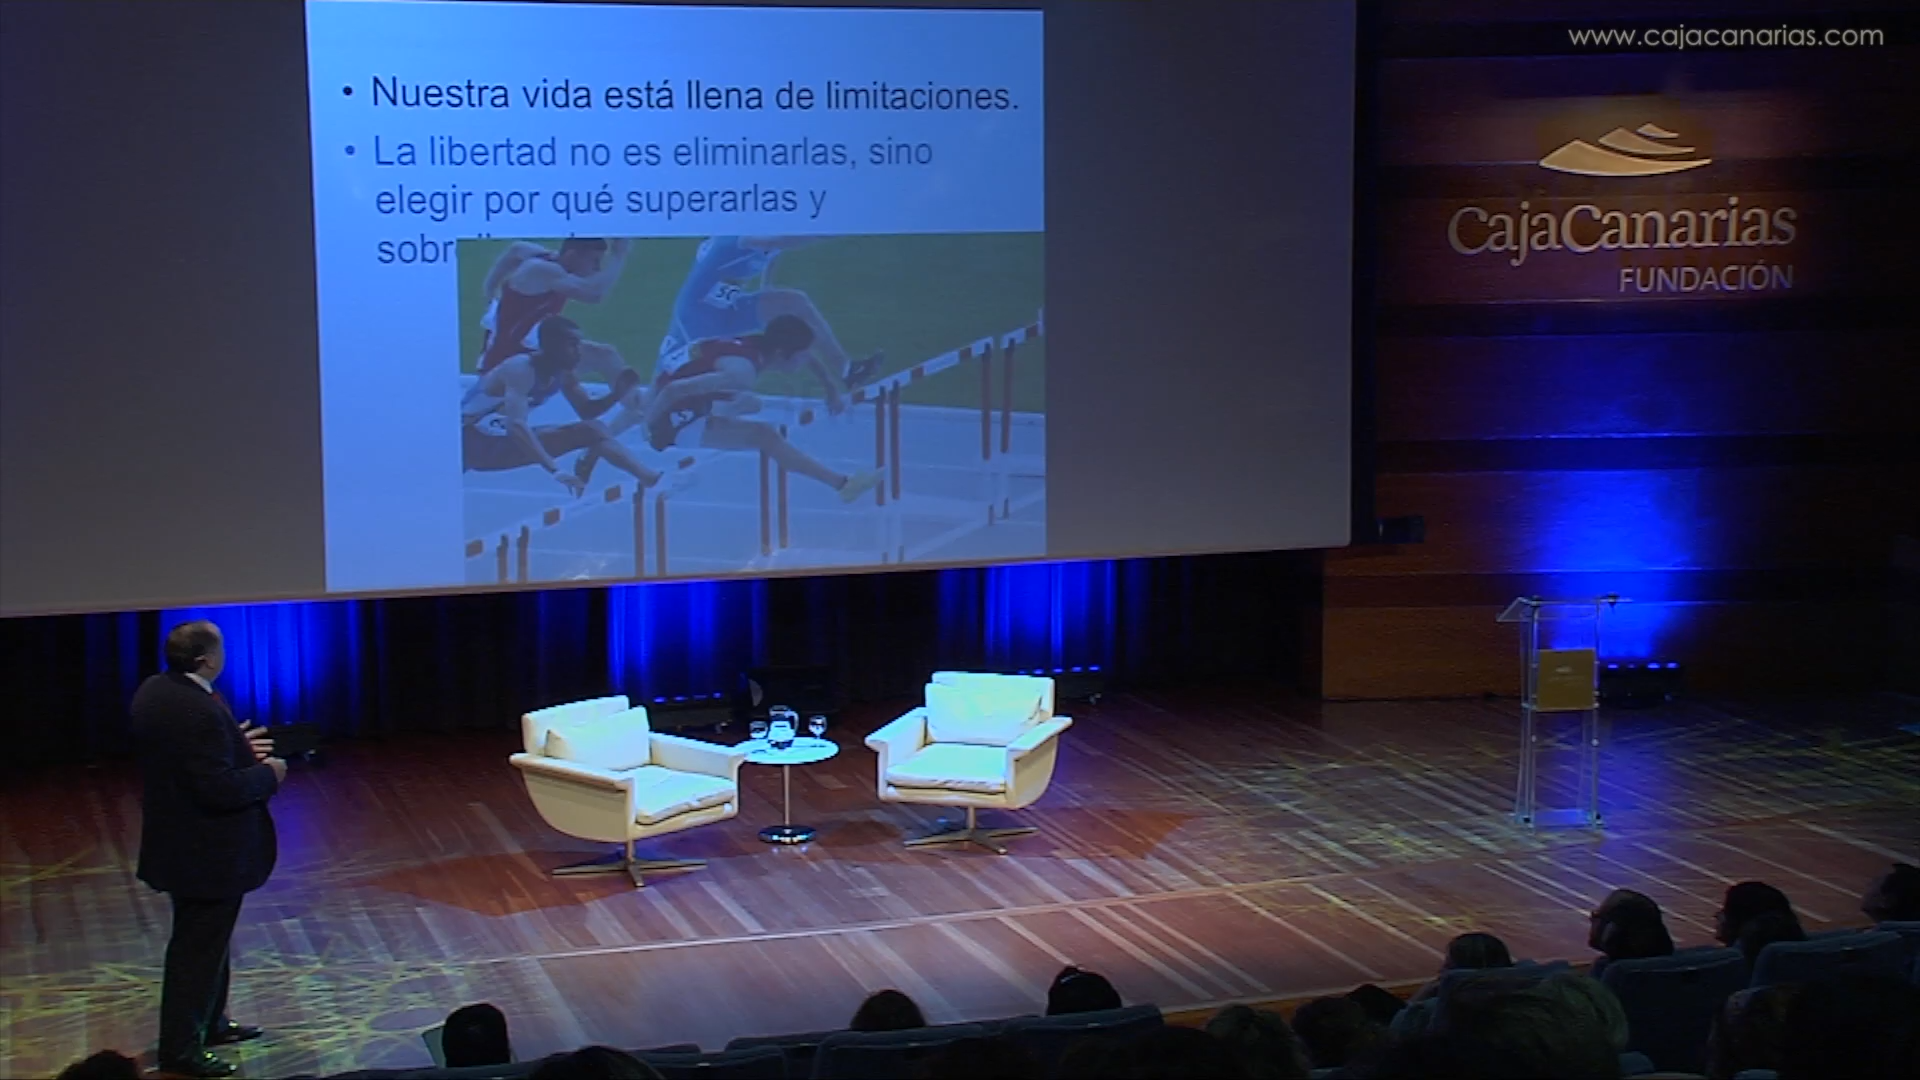 www.cajacanarias.com
• Nuestra vida está llena de limitaciones.
• La libertad no es eliminarlas, sino
elegir por qué superarlas y
CajaCanarias
FUNDACIÓN
50